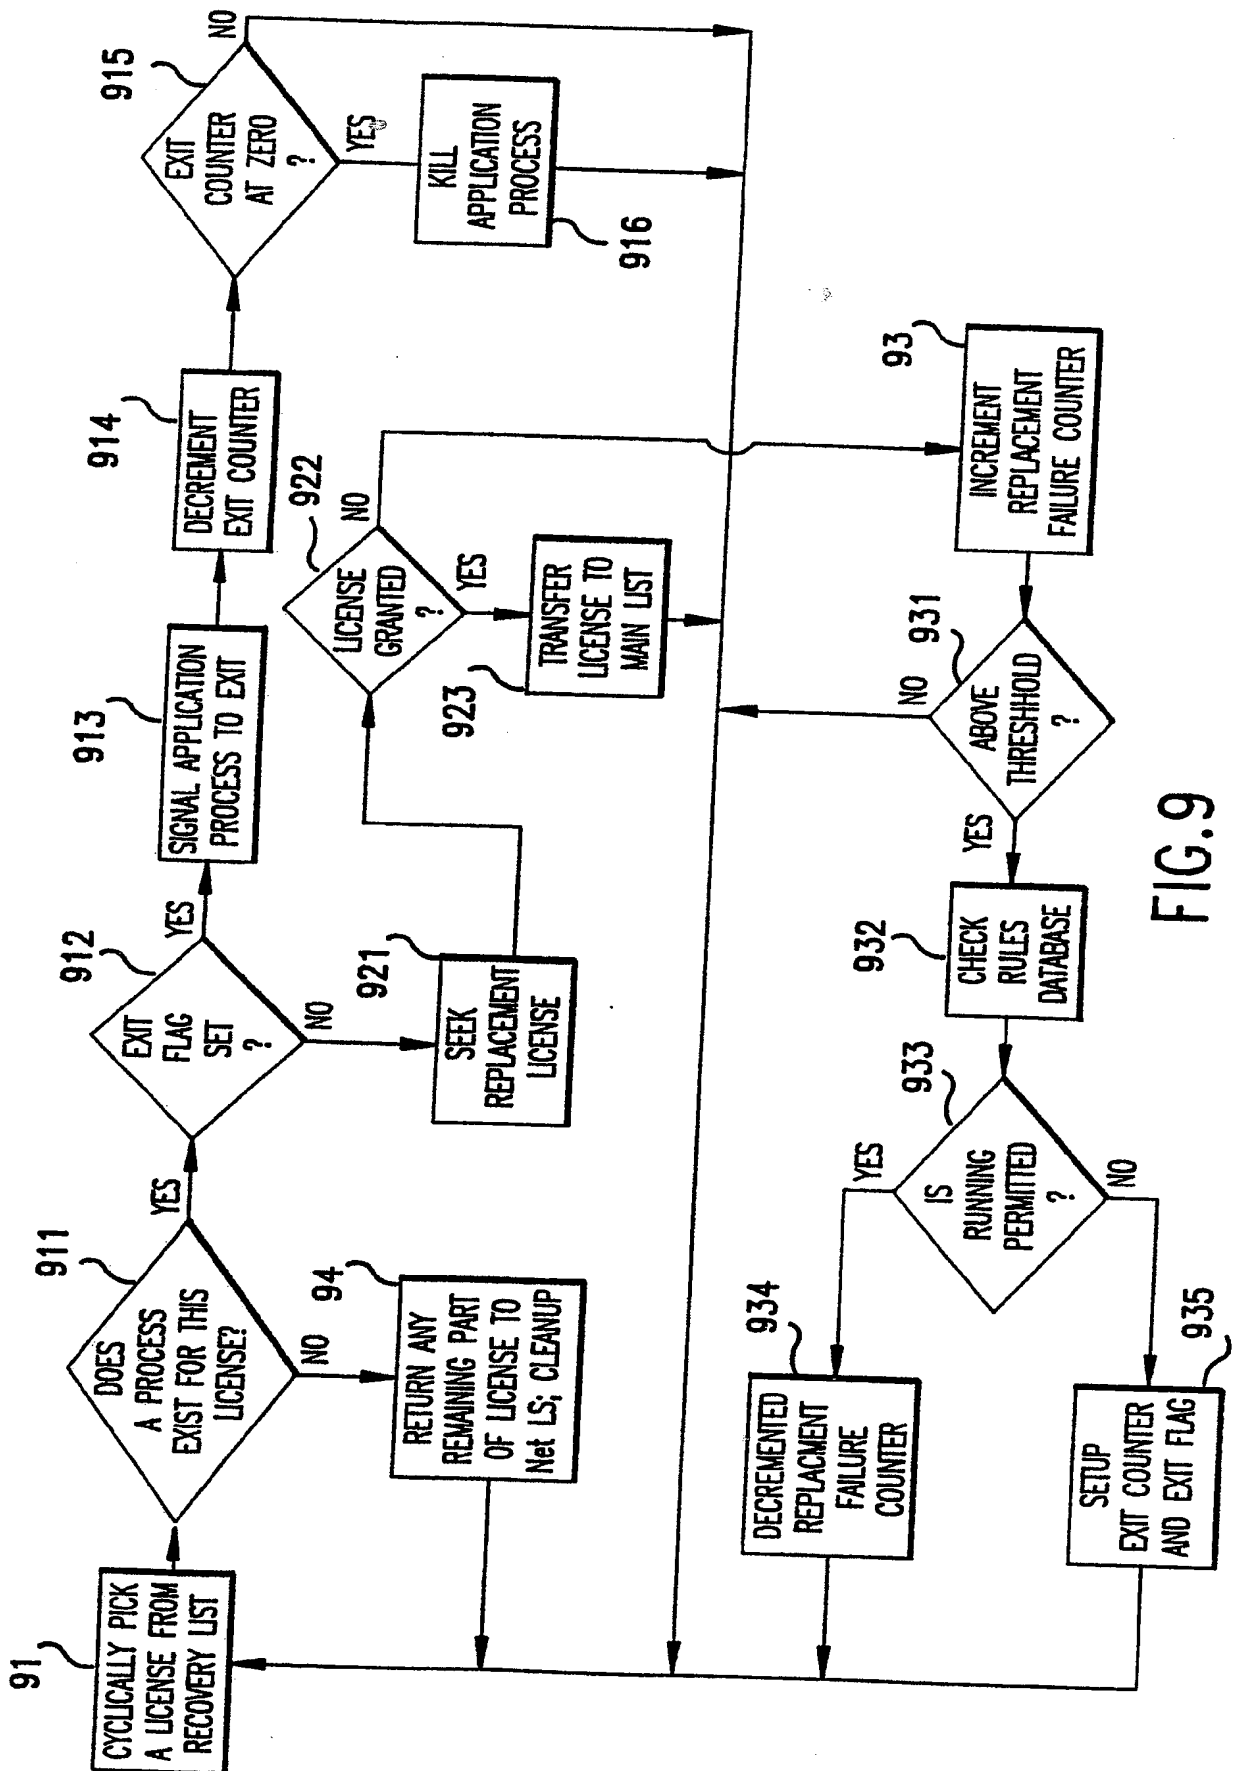 91
CYCLICALLY PICK
A LICENSE FROM
RECOVERY LIST
911
DOES
A PROCESS
EXIST FOR THIS
LICENSE?
YES
NO
94
RETURN ANY
REMAINING PART
OF LICENSE TO
Net LS; CLEANUP
912
EXIT
FLAG
SET
?
YES
NO
913
SIGNAL APPLICATION
PROCESS TO EXIT
914
DECREMENT
EXIT COUNTER
915
EXIT
COUNTER
AT ZERO
?
NO
YES
KILL
APPLICATION
PROCESS
916
921
SEEK
REPLACEMENT
LICENSE
922
LICENSE
GRANTED
?
NO
YES
923
TRANSFER
LICENSE TO
MAIN LIST
93
INCREMENT
REPLACEMENT
FAILURE COUNTER
931
ABOVE
THRESHHOLD
?
NO
YES
932
CHECK
RULES
DATABASE
933
IS
RUNNING
PERMITTED
?
YES
NO
934
DECREMENTED
REPLACMENT
FAILURE
COUNTER
935
SETUP
EXIT COUNTER
AND EXIT FLAG
FIG.9